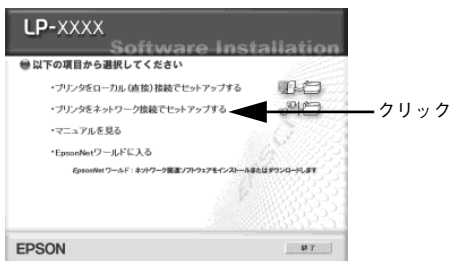 LP-XXXX
Software Installation
以下の項目から選択してください
・プリンタをローカル(直接)接続でセットアップする
・プリンタをネットワーク接続でセットアップする
クリック
・マニュアルを見る
・EpsonNetワールドに入る
EpsonNet ワールド：ネットワーク関連ソフトウェアをインストールまたはダウンロードします
EPSON
終了